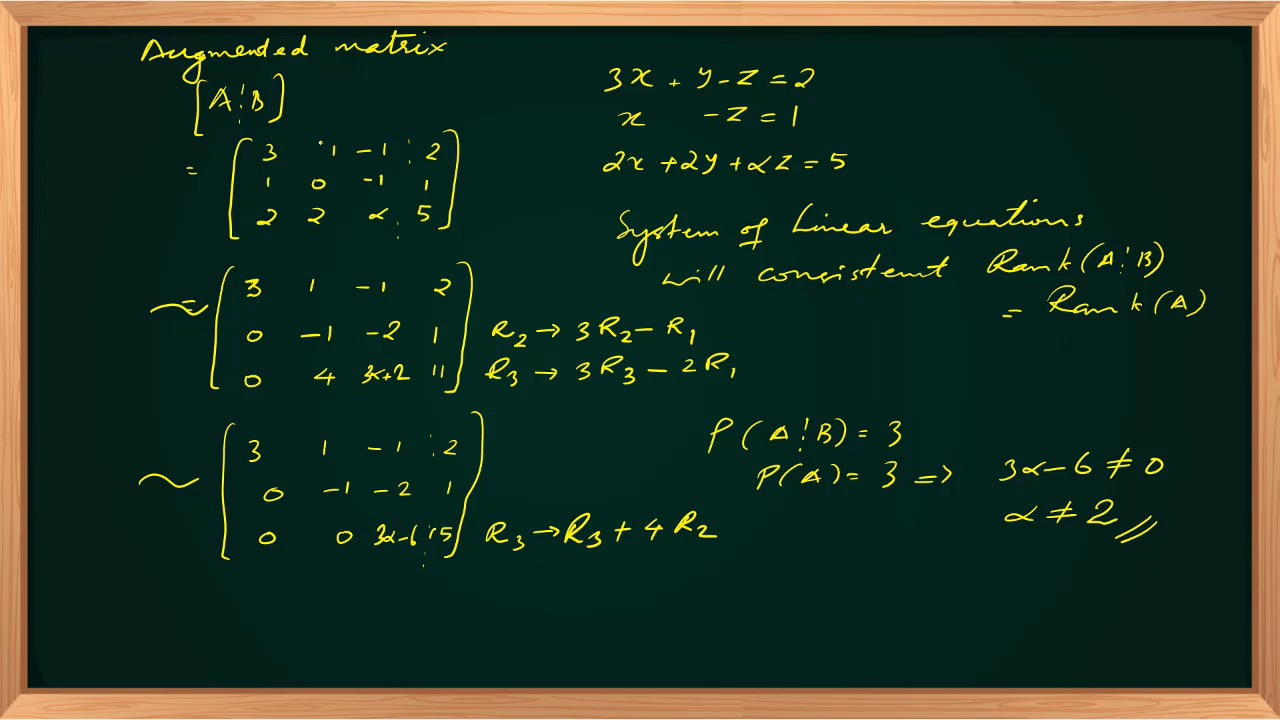 Augmented matrix
[A¦B]
= [3 1 -1 ¦ 2
1 0 -1 1
2 2 α ¦ 5]
~ [3 1 -1 2
0 -1 -2 1] R₂ → 3R₂ - R₁
0 4 3α+2 11] R₃ → 3R₃ - 2R₁
~ [3 1 -1 ¦ 2
0 -1 -2 1
0 0 3α-6 ¦ 15] R₃ → R₃ + 4R₂
3x + y - z = 2
x - z = 1
2x + 2y + αz = 5
System of Linear equations
will consistent Rank(A¦B)
= Rank(A)
ρ(A¦B) = 3
ρ(A) = 3 => 3α - 6 ≠ 0
α ≠ 2 //